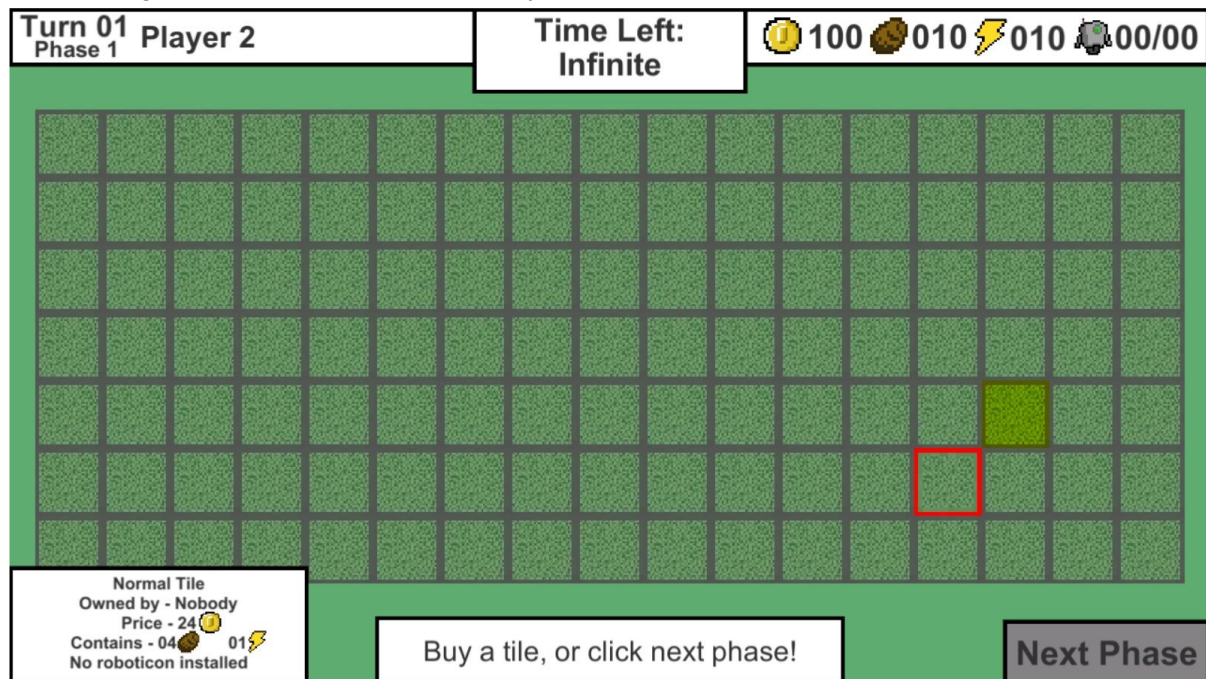 Turn 01
Phase 1
Player 2
Time Left:
Infinite
100 010 010 00/00
Normal Tile
Owned by - Nobody
Price - 24
Contains - 04 01
No roboticon installed
Buy a tile, or click next phase!
Next Phase